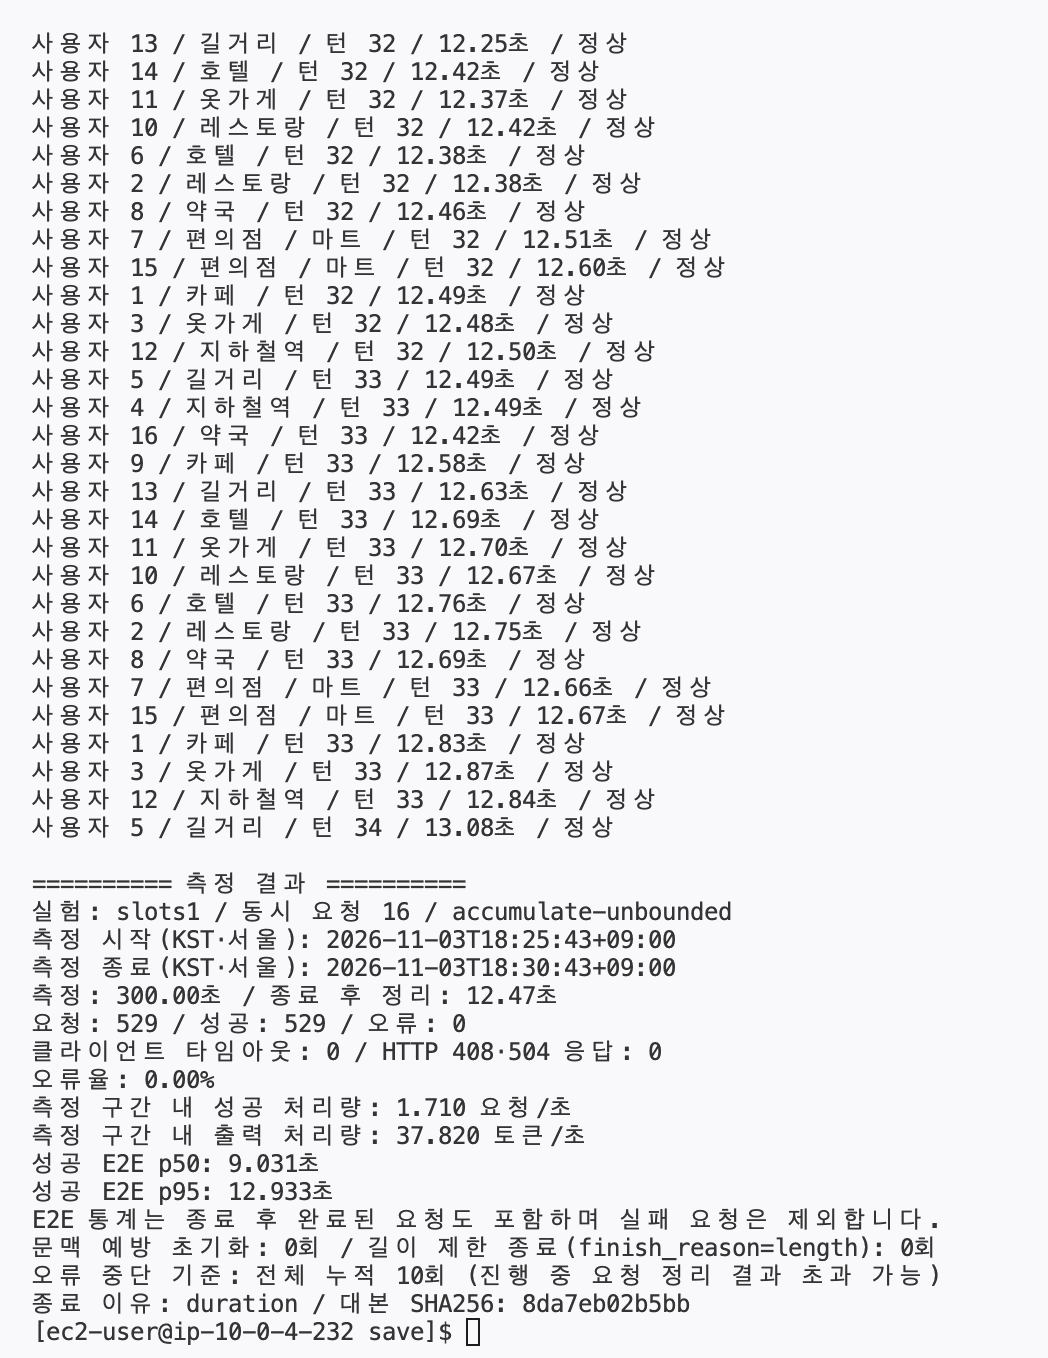 사용자 13 / 길거리 / 턴 32 / 12.25초 / 정상
사용자 14 / 호텔 / 턴 32 / 12.42초 / 정상
사용자 11 / 옷가게 / 턴 32 / 12.37초 / 정상
사용자 10 / 레스토랑 / 턴 32 / 12.42초 / 정상
사용자 6 / 호텔 / 턴 32 / 12.38초 / 정상
사용자 2 / 레스토랑 / 턴 32 / 12.38초 / 정상
사용자 8 / 약국 / 턴 32 / 12.46초 / 정상
사용자 7 / 편의점 / 마트 / 턴 32 / 12.51초 / 정상
사용자 15 / 편의점 / 마트 / 턴 32 / 12.60초 / 정상
사용자 1 / 카페 / 턴 32 / 12.49초 / 정상
사용자 3 / 옷가게 / 턴 32 / 12.48초 / 정상
사용자 12 / 지하철역 / 턴 32 / 12.50초 / 정상
사용자 5 / 길거리 / 턴 33 / 12.49초 / 정상
사용자 4 / 지하철역 / 턴 33 / 12.49초 / 정상
사용자 16 / 약국 / 턴 33 / 12.42초 / 정상
사용자 9 / 카페 / 턴 33 / 12.58초 / 정상
사용자 13 / 길거리 / 턴 33 / 12.63초 / 정상
사용자 14 / 호텔 / 턴 33 / 12.69초 / 정상
사용자 11 / 옷가게 / 턴 33 / 12.70초 / 정상
사용자 10 / 레스토랑 / 턴 33 / 12.67초 / 정상
사용자 6 / 호텔 / 턴 33 / 12.76초 / 정상
사용자 2 / 레스토랑 / 턴 33 / 12.75초 / 정상
사용자 8 / 약국 / 턴 33 / 12.69초 / 정상
사용자 7 / 편의점 / 마트 / 턴 33 / 12.66초 / 정상
사용자 15 / 편의점 / 마트 / 턴 33 / 12.67초 / 정상
사용자 1 / 카페 / 턴 33 / 12.83초 / 정상
사용자 3 / 옷가게 / 턴 33 / 12.87초 / 정상
사용자 12 / 지하철역 / 턴 33 / 12.84초 / 정상
사용자 5 / 길거리 / 턴 34 / 13.08초 / 정상
========== 측정 결과 ==========
실험: slots1 / 동시 요청 16 / accumulate-unbounded
측정 시작(KST·서울): 2026-11-03T18:25:43+09:00
측정 종료(KST·서울): 2026-11-03T18:30:43+09:00
측정: 300.00초 / 종료 후 정리: 12.47초
요청: 529 / 성공: 529 / 오류: 0
클라이언트 타임아웃: 0 / HTTP 408·504 응답: 0
오류율: 0.00%
측정 구간 내 성공 처리량: 1.710 요청/초
측정 구간 내 출력 처리량: 37.820 토큰/초
성공 E2E p50: 9.031초
성공 E2E p95: 12.933초
E2E 통계는 종료 후 완료된 요청도 포함하며 실패 요청은 제외합니다.
문맥 예방 초기화: 0회 / 길이 제한 종료(finish_reason=length): 0회
오류 중단 기준: 전체 누적 10회 (진행 중 요청 정리 결과 초과 가능)
종료 이유: duration / 대본 SHA256: 8da7eb02b5bb
[ec2-user@ip-10-0-4-232 save]$